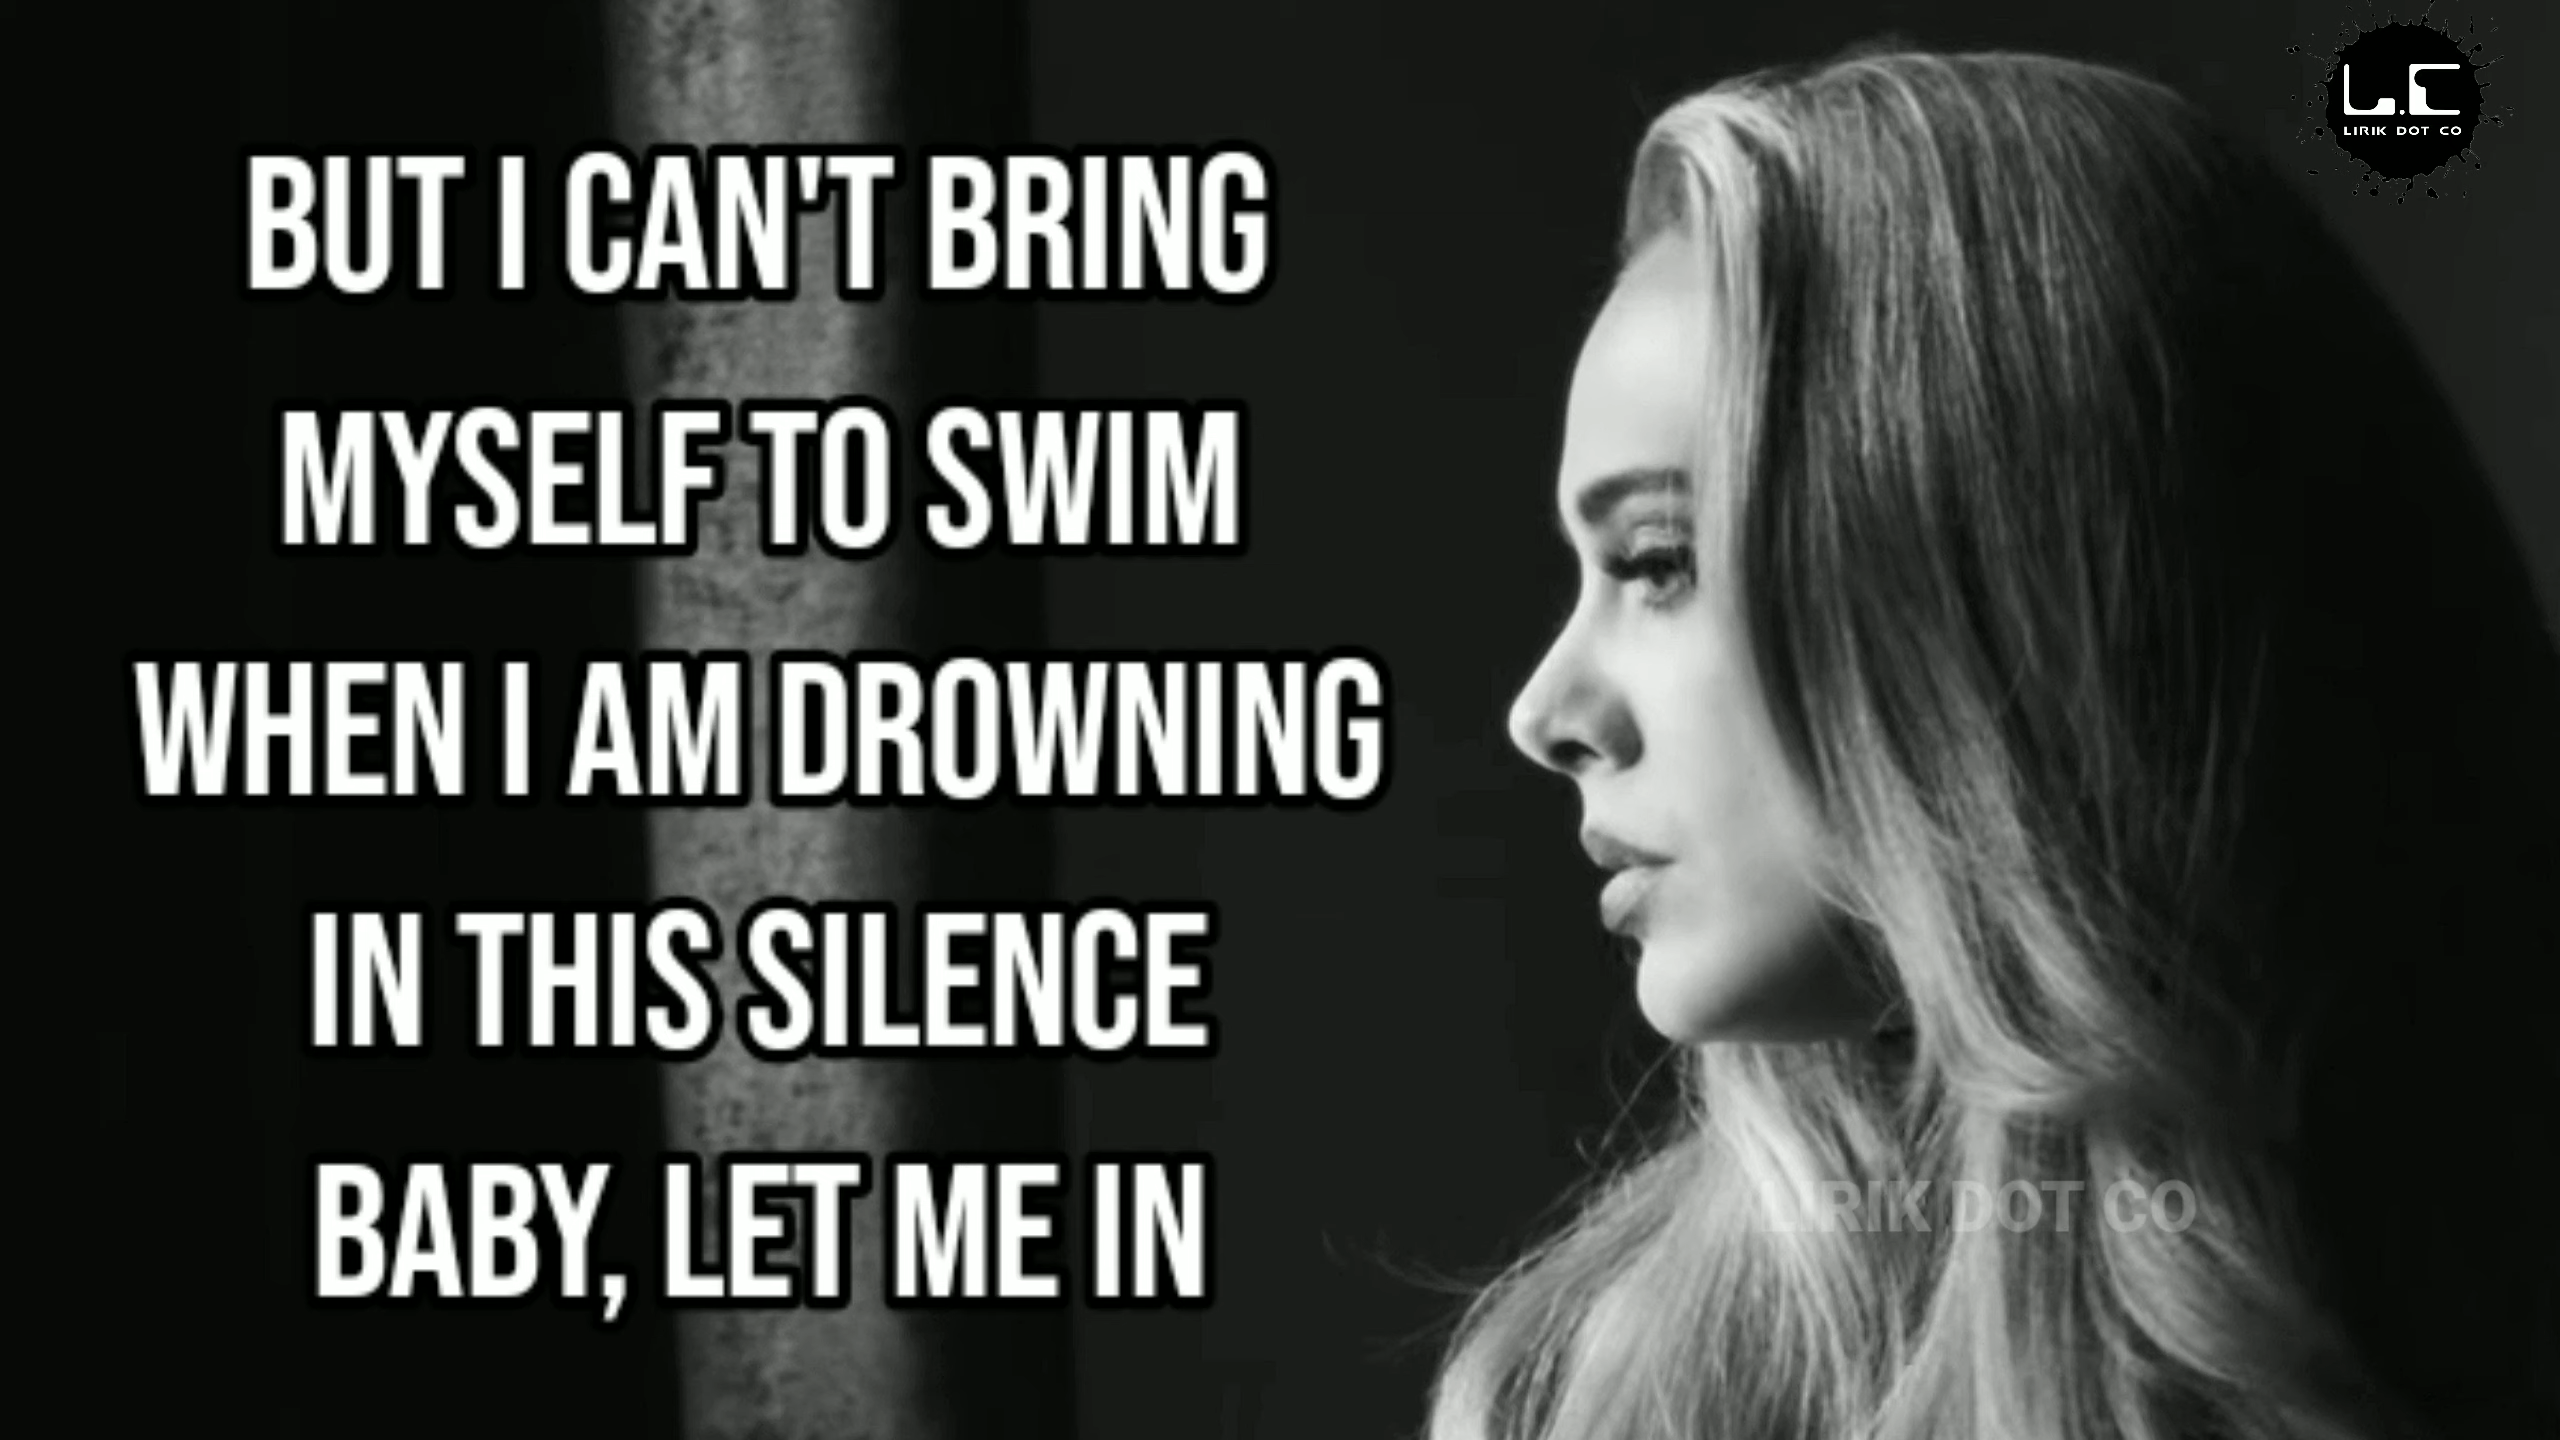 L.C
LIRIK DOT CO
BUT I CAN'T BRING
MYSELF TO SWIM
WHEN I AM DROWNING
IN THIS SILENCE
BABY, LET ME IN
LIRIK DOT CO